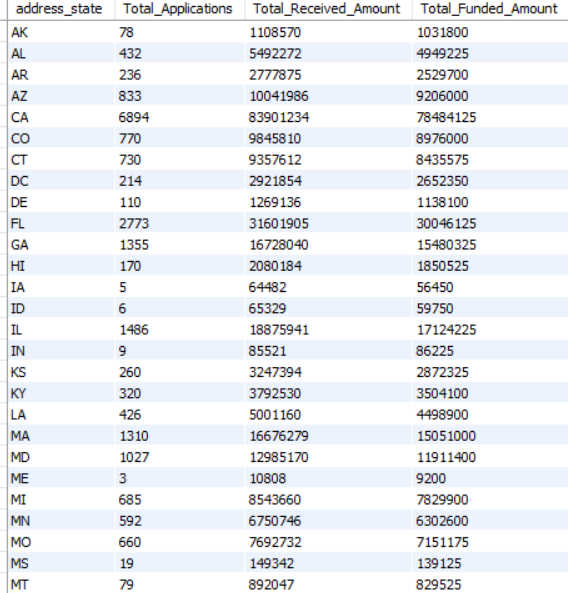 address_state Total_Applications Total_Received_Amount Total_Funded_Amount
AK 78 1108570 1031800
AL 432 5492272 4949225
AR 236 2777875 2529700
AZ 833 10041986 9206000
CA 6894 83901234 78484125
CO 770 9845810 8976000
CT 730 9357612 8435575
DC 214 2921854 2652350
DE 110 1269136 1138100
FL 2773 31601905 30046125
GA 1355 16728040 15480325
HI 170 2080184 1850525
IA 5 64482 56450
ID 6 65329 59750
IL 1486 18875941 17124225
IN 9 85521 86225
KS 260 3247394 2872325
KY 320 3792530 3504100
LA 426 5001160 4498900
MA 1310 16676279 15051000
MD 1027 12985170 11911400
ME 3 10808 9200
MI 685 8543660 7829900
MN 592 6750746 6302600
MO 660 7692732 7151175
MS 19 149342 139125
MT 79 892047 829525